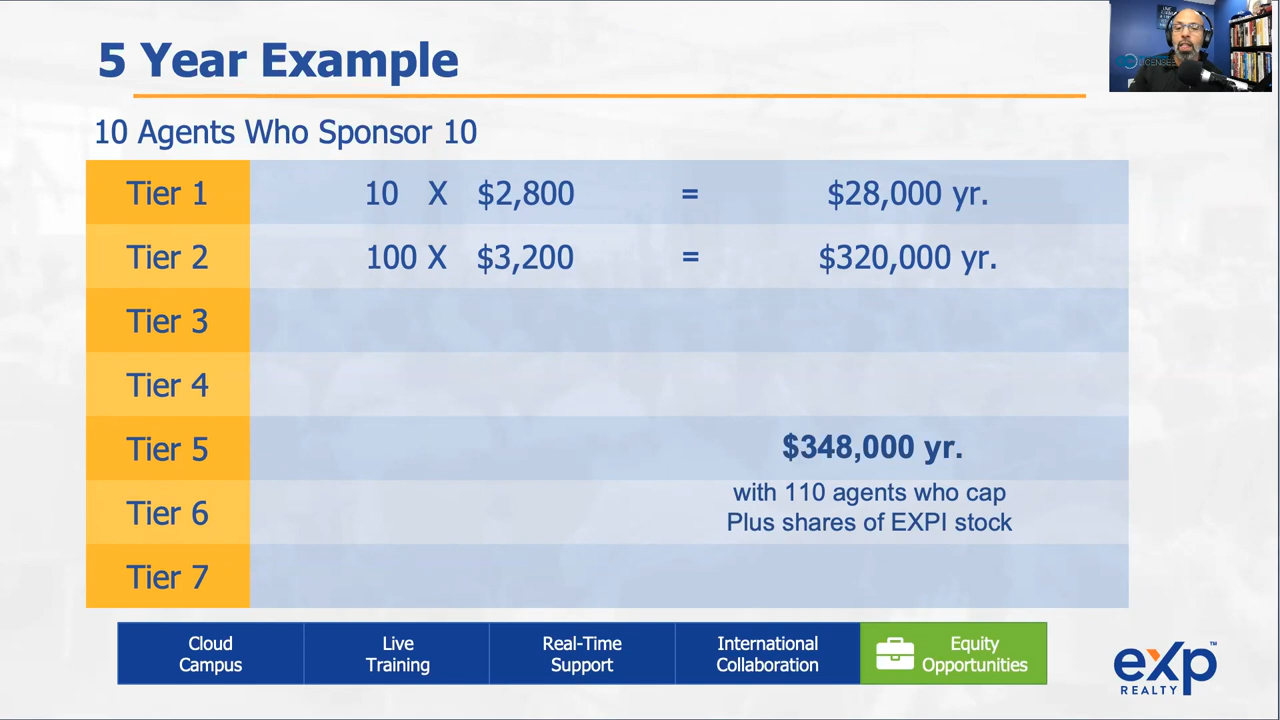 5 Year Example
10 Agents Who Sponsor 10
Tier 1 10 X $2,800 = $28,000 yr.
Tier 2 100 X $3,200 = $320,000 yr.
Tier 3
Tier 4
Tier 5 $348,000 yr.
with 110 agents who cap
Tier 6
Plus shares of EXPI stock
Tier 7
Cloud Campus
Live Training
Real-Time Support
International Collaboration
Equity Opportunities
eXp™
REALTY